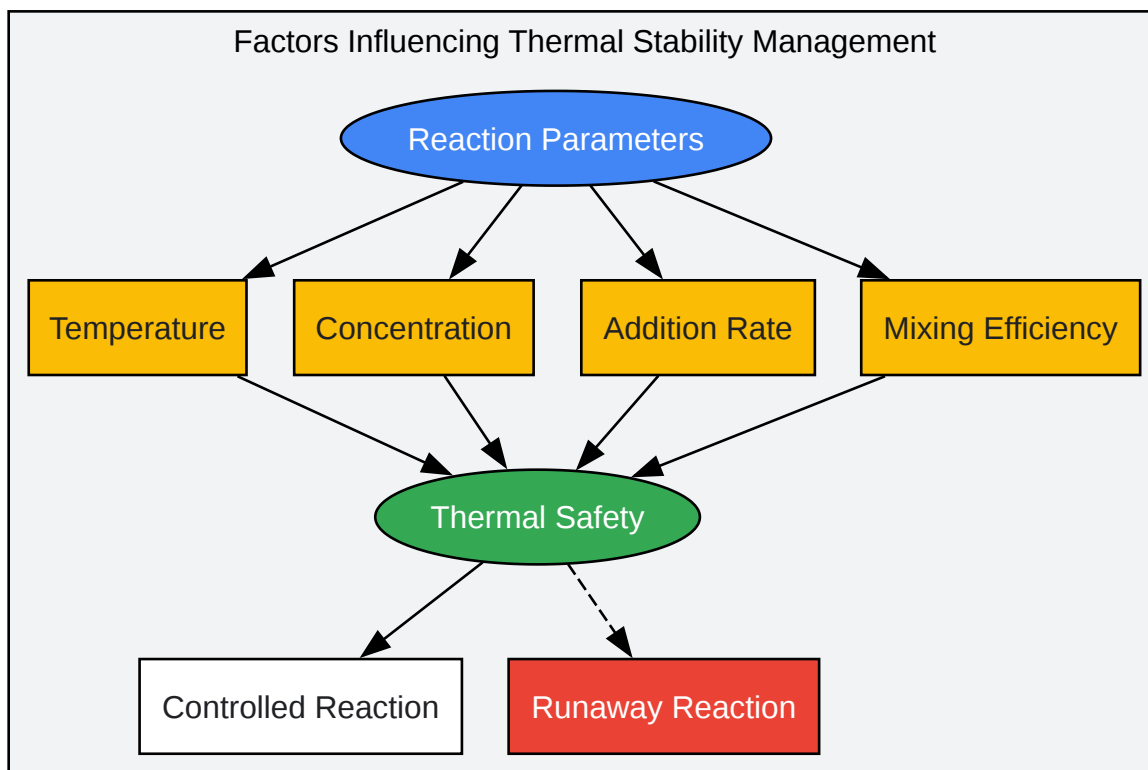 Factors Influencing Thermal Stability Management
Reaction Parameters
Temperature
Concentration
Addition Rate
Mixing Efficiency
Thermal Safety
Controlled Reaction
Runaway Reaction